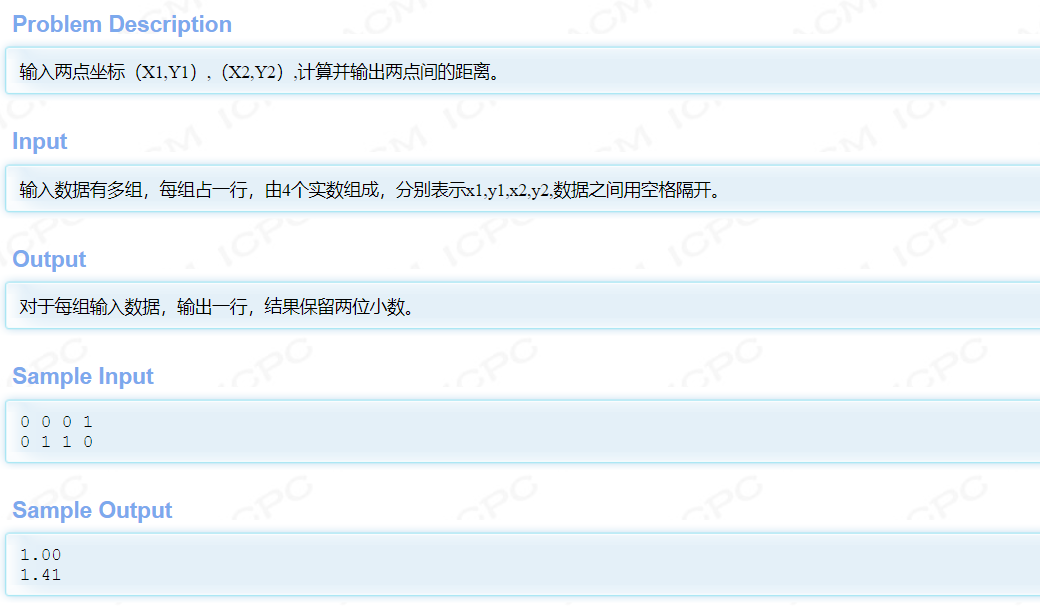 Problem Description
输入两点坐标（X1,Y1）,（X2,Y2）,计算并输出两点间的距离。
Input
输入数据有多组，每组占一行，由4个实数组成，分别表示x1,y1,x2,y2,数据之间用空格隔开。
Output
对于每组输入数据，输出一行，结果保留两位小数。
Sample Input
0 0 0 1
0 1 1 0
Sample Output
1.00
1.41